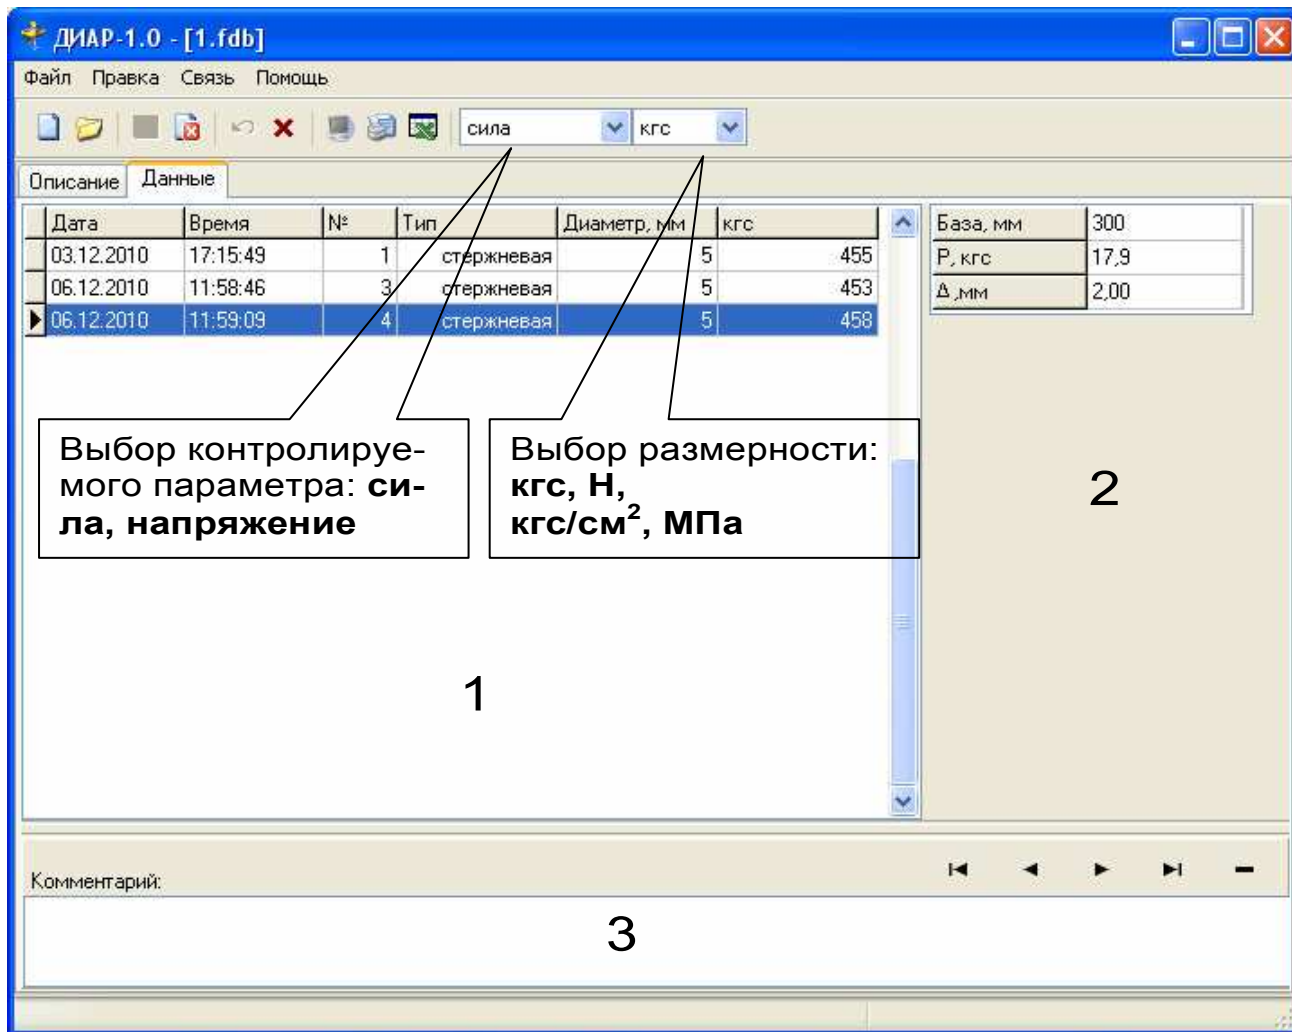 ДИАР-1.0 - [1.fdb]
Файл Правка Связь Помощь
сила кгс
Описание Данные
Дата Время № Тип Диаметр, мм кгс
03.12.2010 17:15:49 1 стержневая 5 455
06.12.2010 11:58:46 3 стержневая 5 453
06.12.2010 11:59:09 4 стержневая 5 458
База, мм 300
Р, кгс 17,9
Δ,мм 2,00
Выбор контролируе-
мого параметра: си-
ла, напряжение
Выбор размерности:
кгс, Н,
кгс/см², МПа
2
1
Комментарий:
3